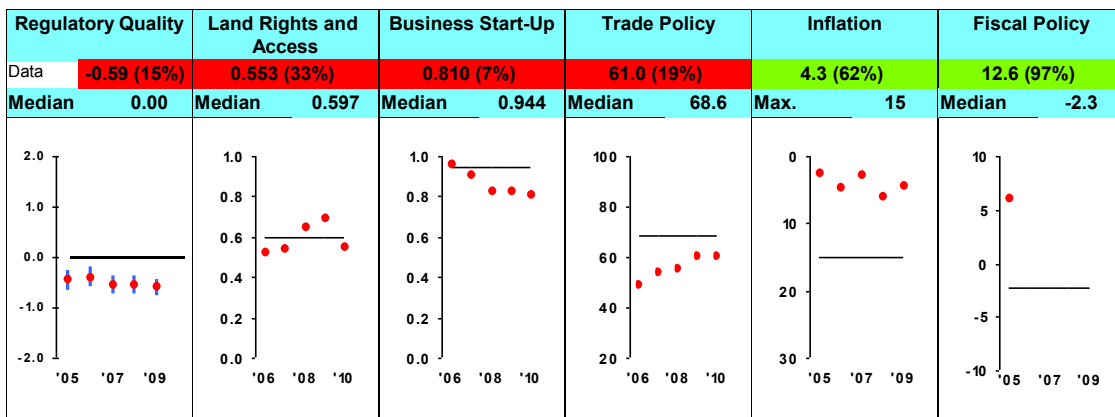 Regulatory Quality
Land Rights and
Access
Business Start-Up
Trade Policy
Inflation
Fiscal Policy
Data -0.59 (15%)
0.553 (33%)
0.810 (7%)
61.0 (19%)
4.3 (62%)
12.6 (97%)
Median 0.00
Median 0.597
Median 0.944
Median 68.6
Max. 15
Median -2.3
2.0
1.0
0.0
-1.0
-2.0
'05 '07 '09
1.0
0.8
0.6
0.4
0.2
0.0
'06 '08 '10
1.0
0.8
0.6
0.4
0.2
0.0
'06 '08 '10
100
80
60
40
20
'06 '08 '10
0
10
20
30
'05 '07 '09
10
5
0
-5
-10
'05 '07 '09